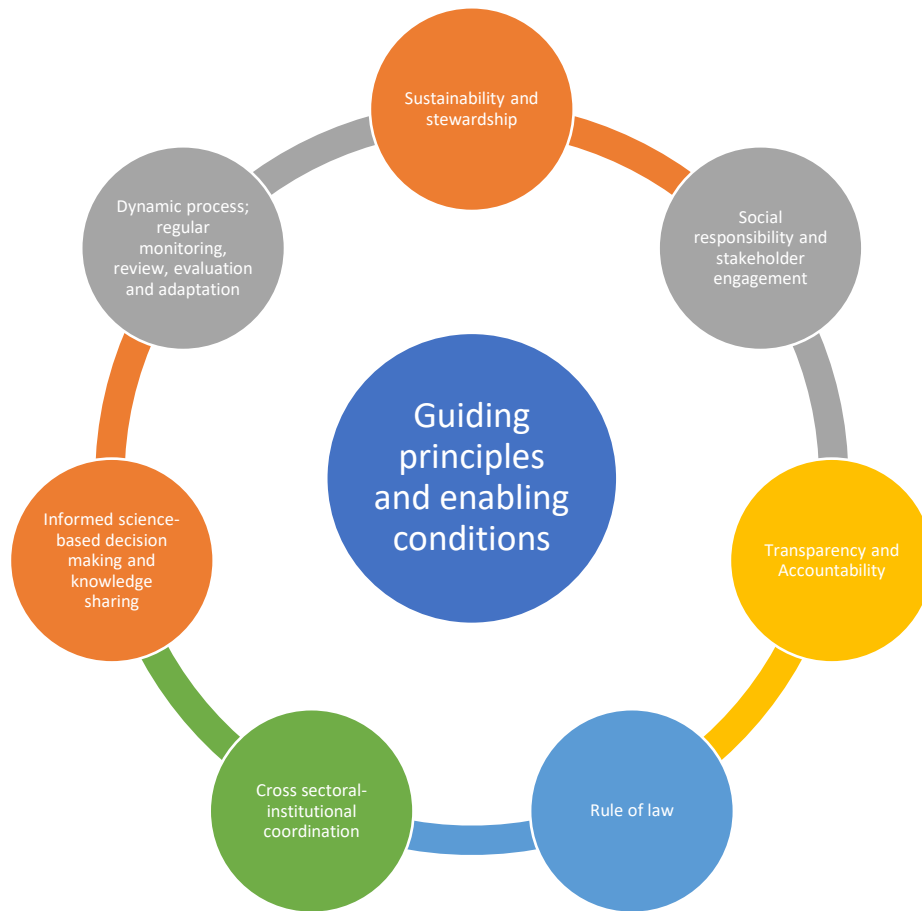 Sustainability and
stewardship
Social
responsibility and
stakeholder
engagement
Transparency and
Accountability
Rule of law
Cross sectoral-
institutional
coordination
Informed science-
based decision
making and
knowledge
sharing
Dynamic process;
regular
monitoring,
review, evaluation
and adaptation
Guiding
principles
and enabling
conditions